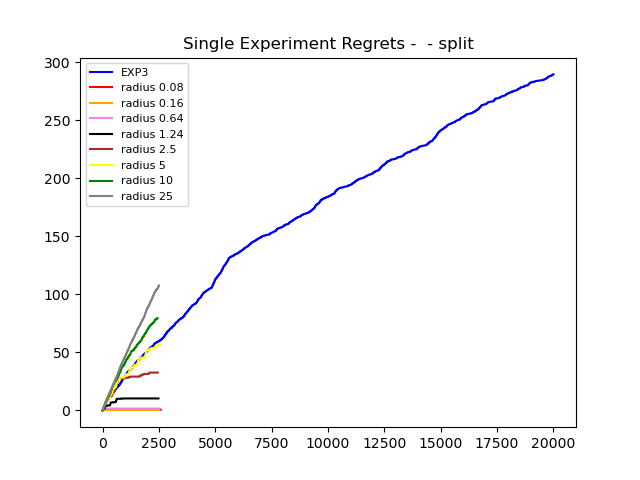 Single Experiment Regrets -  - split
300
250
200
150
100
50
0
EXP3
radius 0.08
radius 0.16
radius 0.64
radius 1.24
radius 2.5
radius 5
radius 10
radius 25
0 2500 5000 7500 10000 12500 15000 17500 20000